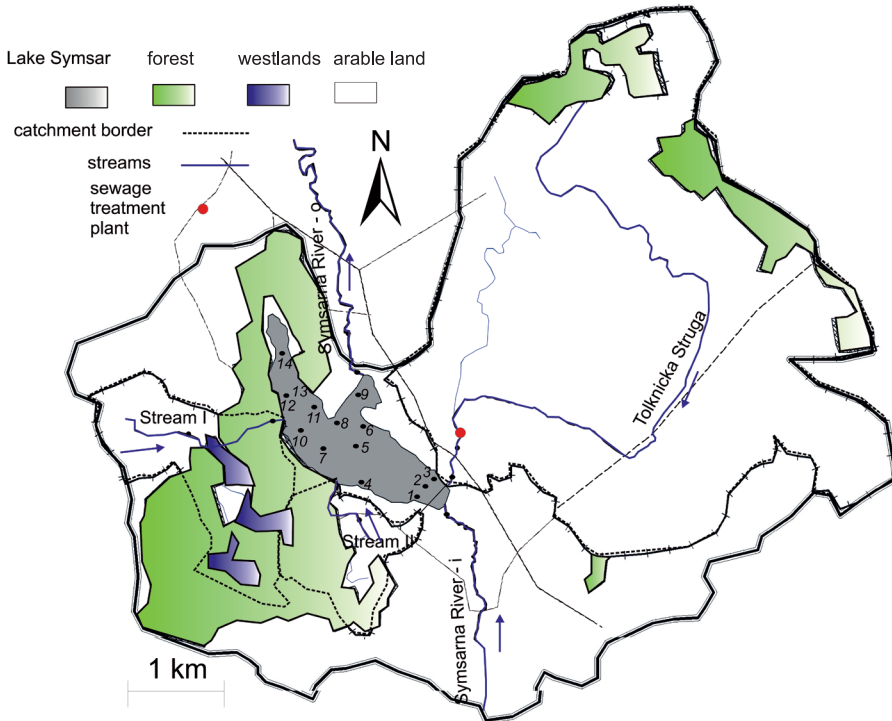 Lake Symsar
forest
westlands
arable land
catchment border
streams
sewage
treatment
plant
N
Symsarna River - o
Tolknicka Struga
14
13
12
11
10
9
8
6
5
7
4
3
2
1
Stream I
Stream II
Symsarna River - i
1 km